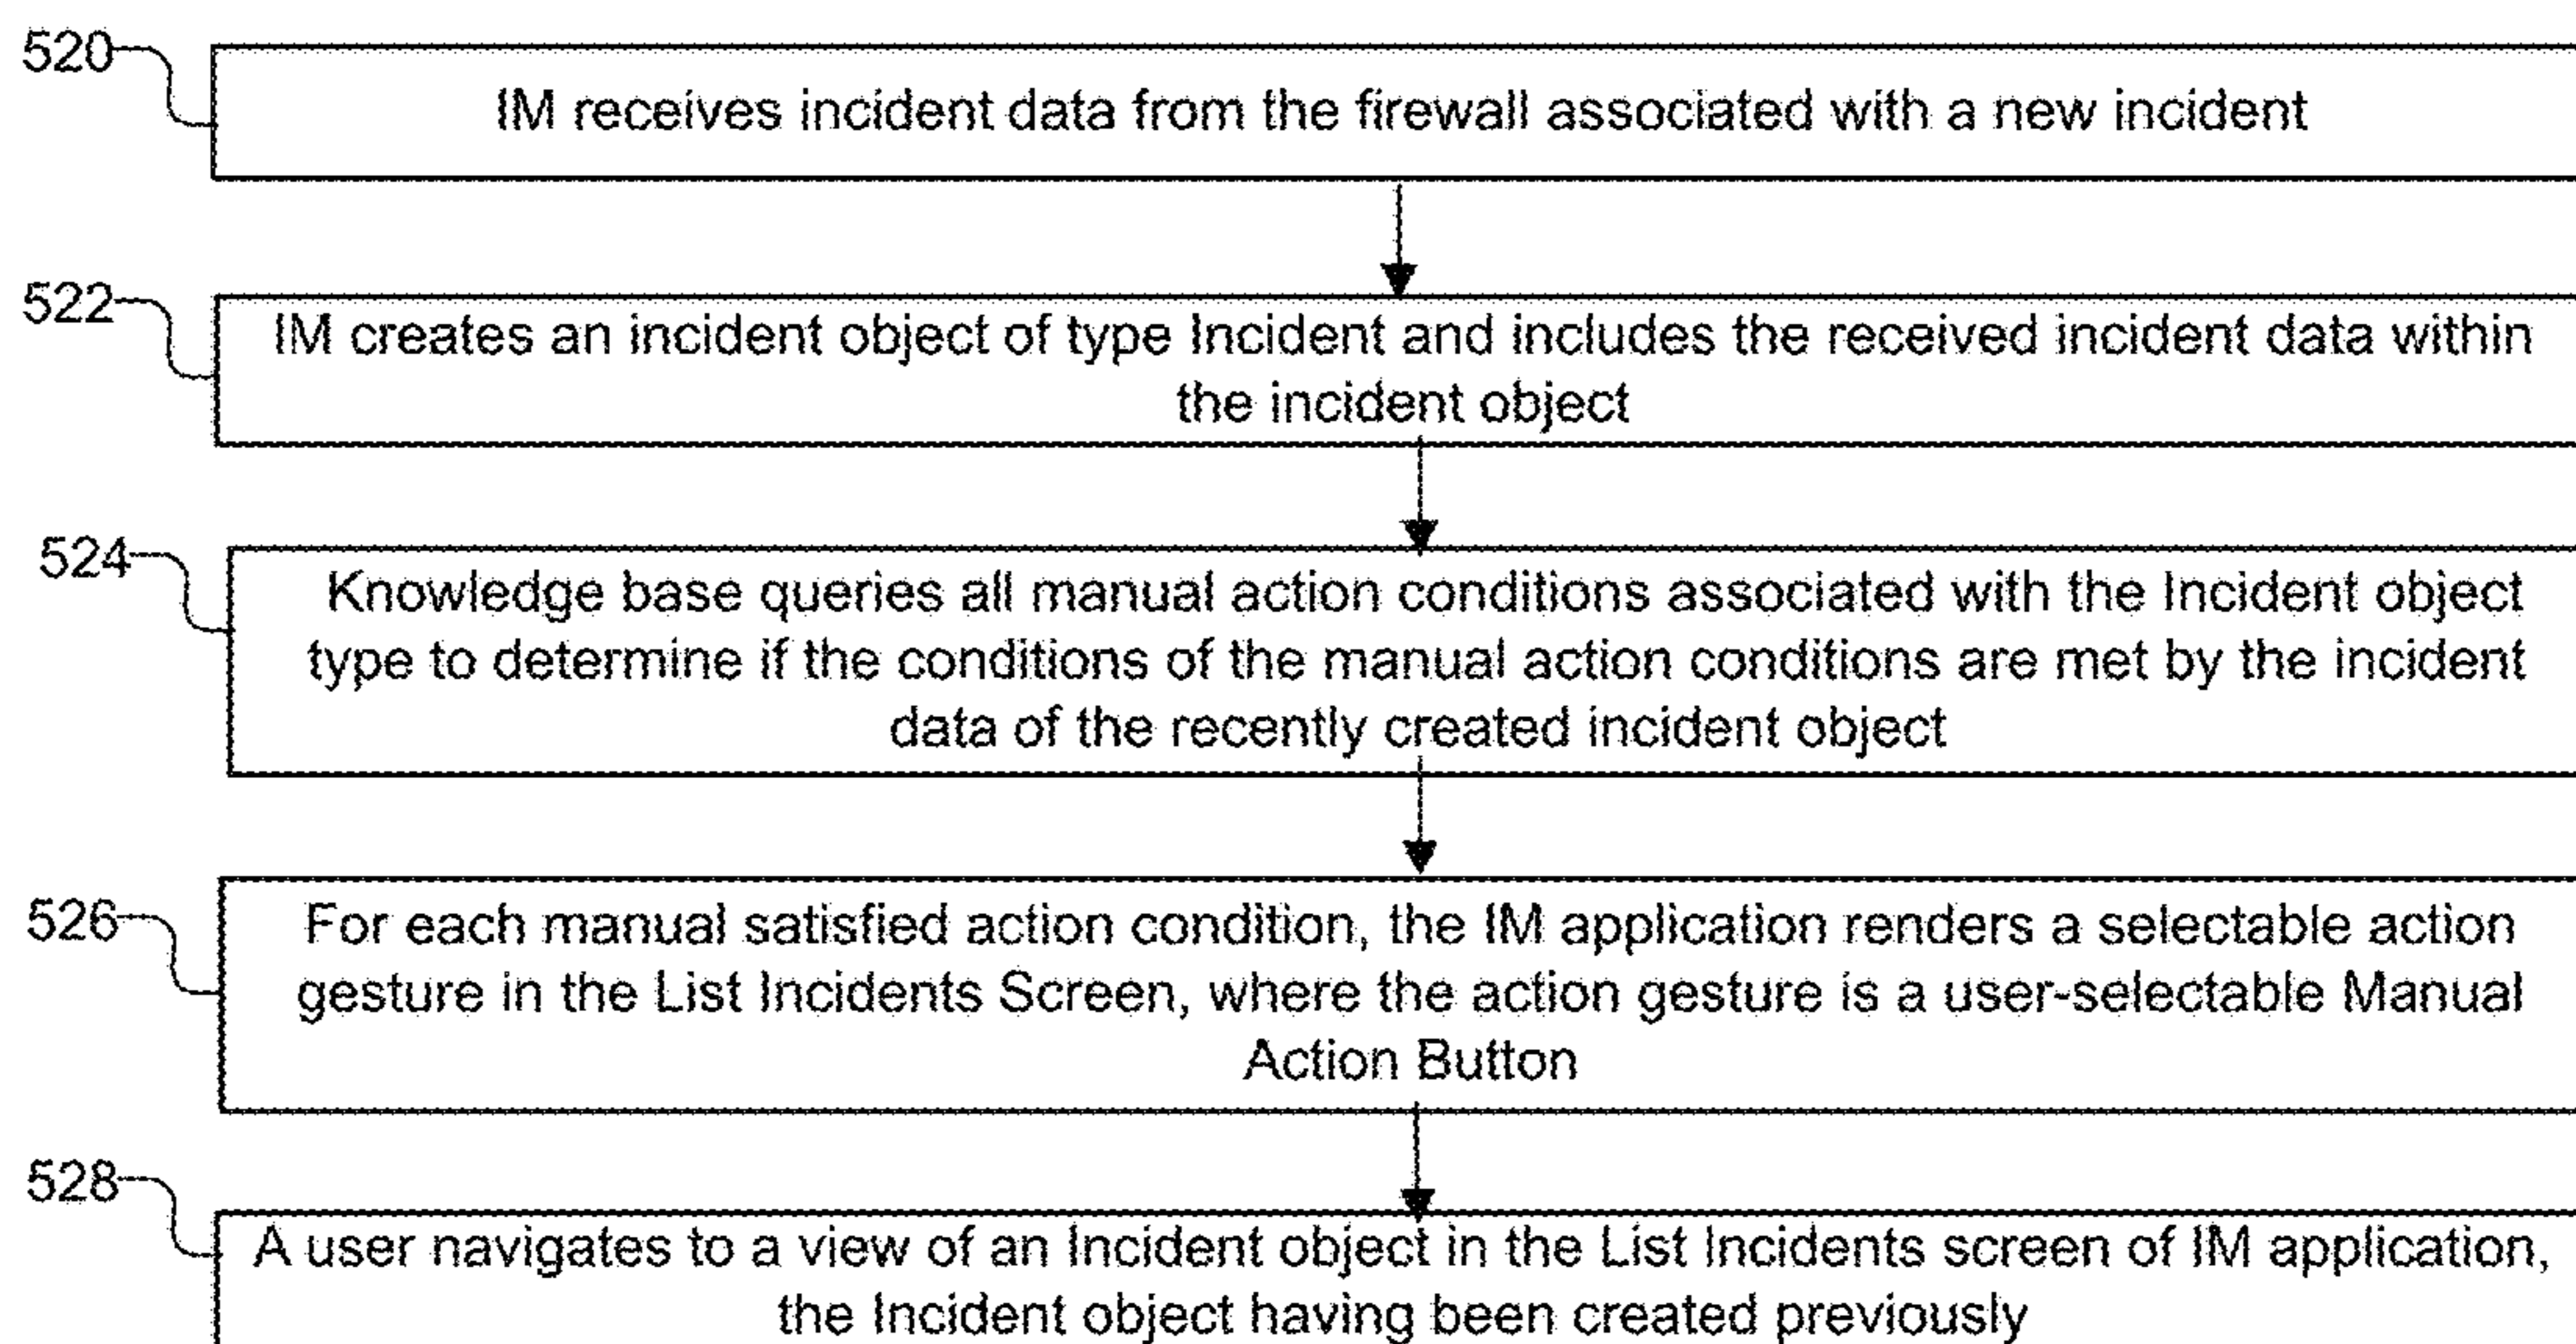 520
IM receives incident data from the firewall associated with a new incident
522
IM creates an incident object of type Incident and includes the received incident data within
the incident object
524
Knowledge base queries all manual action conditions associated with the Incident object
type to determine if the conditions of the manual action conditions are met by the incident
data of the recently created incident object
526
For each manual satisfied action condition, the IM application renders a selectable action
gesture in the List Incidents Screen, where the action gesture is a user-selectable Manual
Action Button
528
A user navigates to a view of an Incident object in the List Incidents screen of IM application,
the Incident object having been created previously